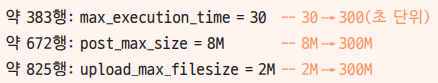 약 383행: max_execution_time = 30 -- 30→300(초 단위)
약 672행: post_max_size = 8M -- 8M→300M
약 825행: upload_max_filesize = 2M -- 2M→300M